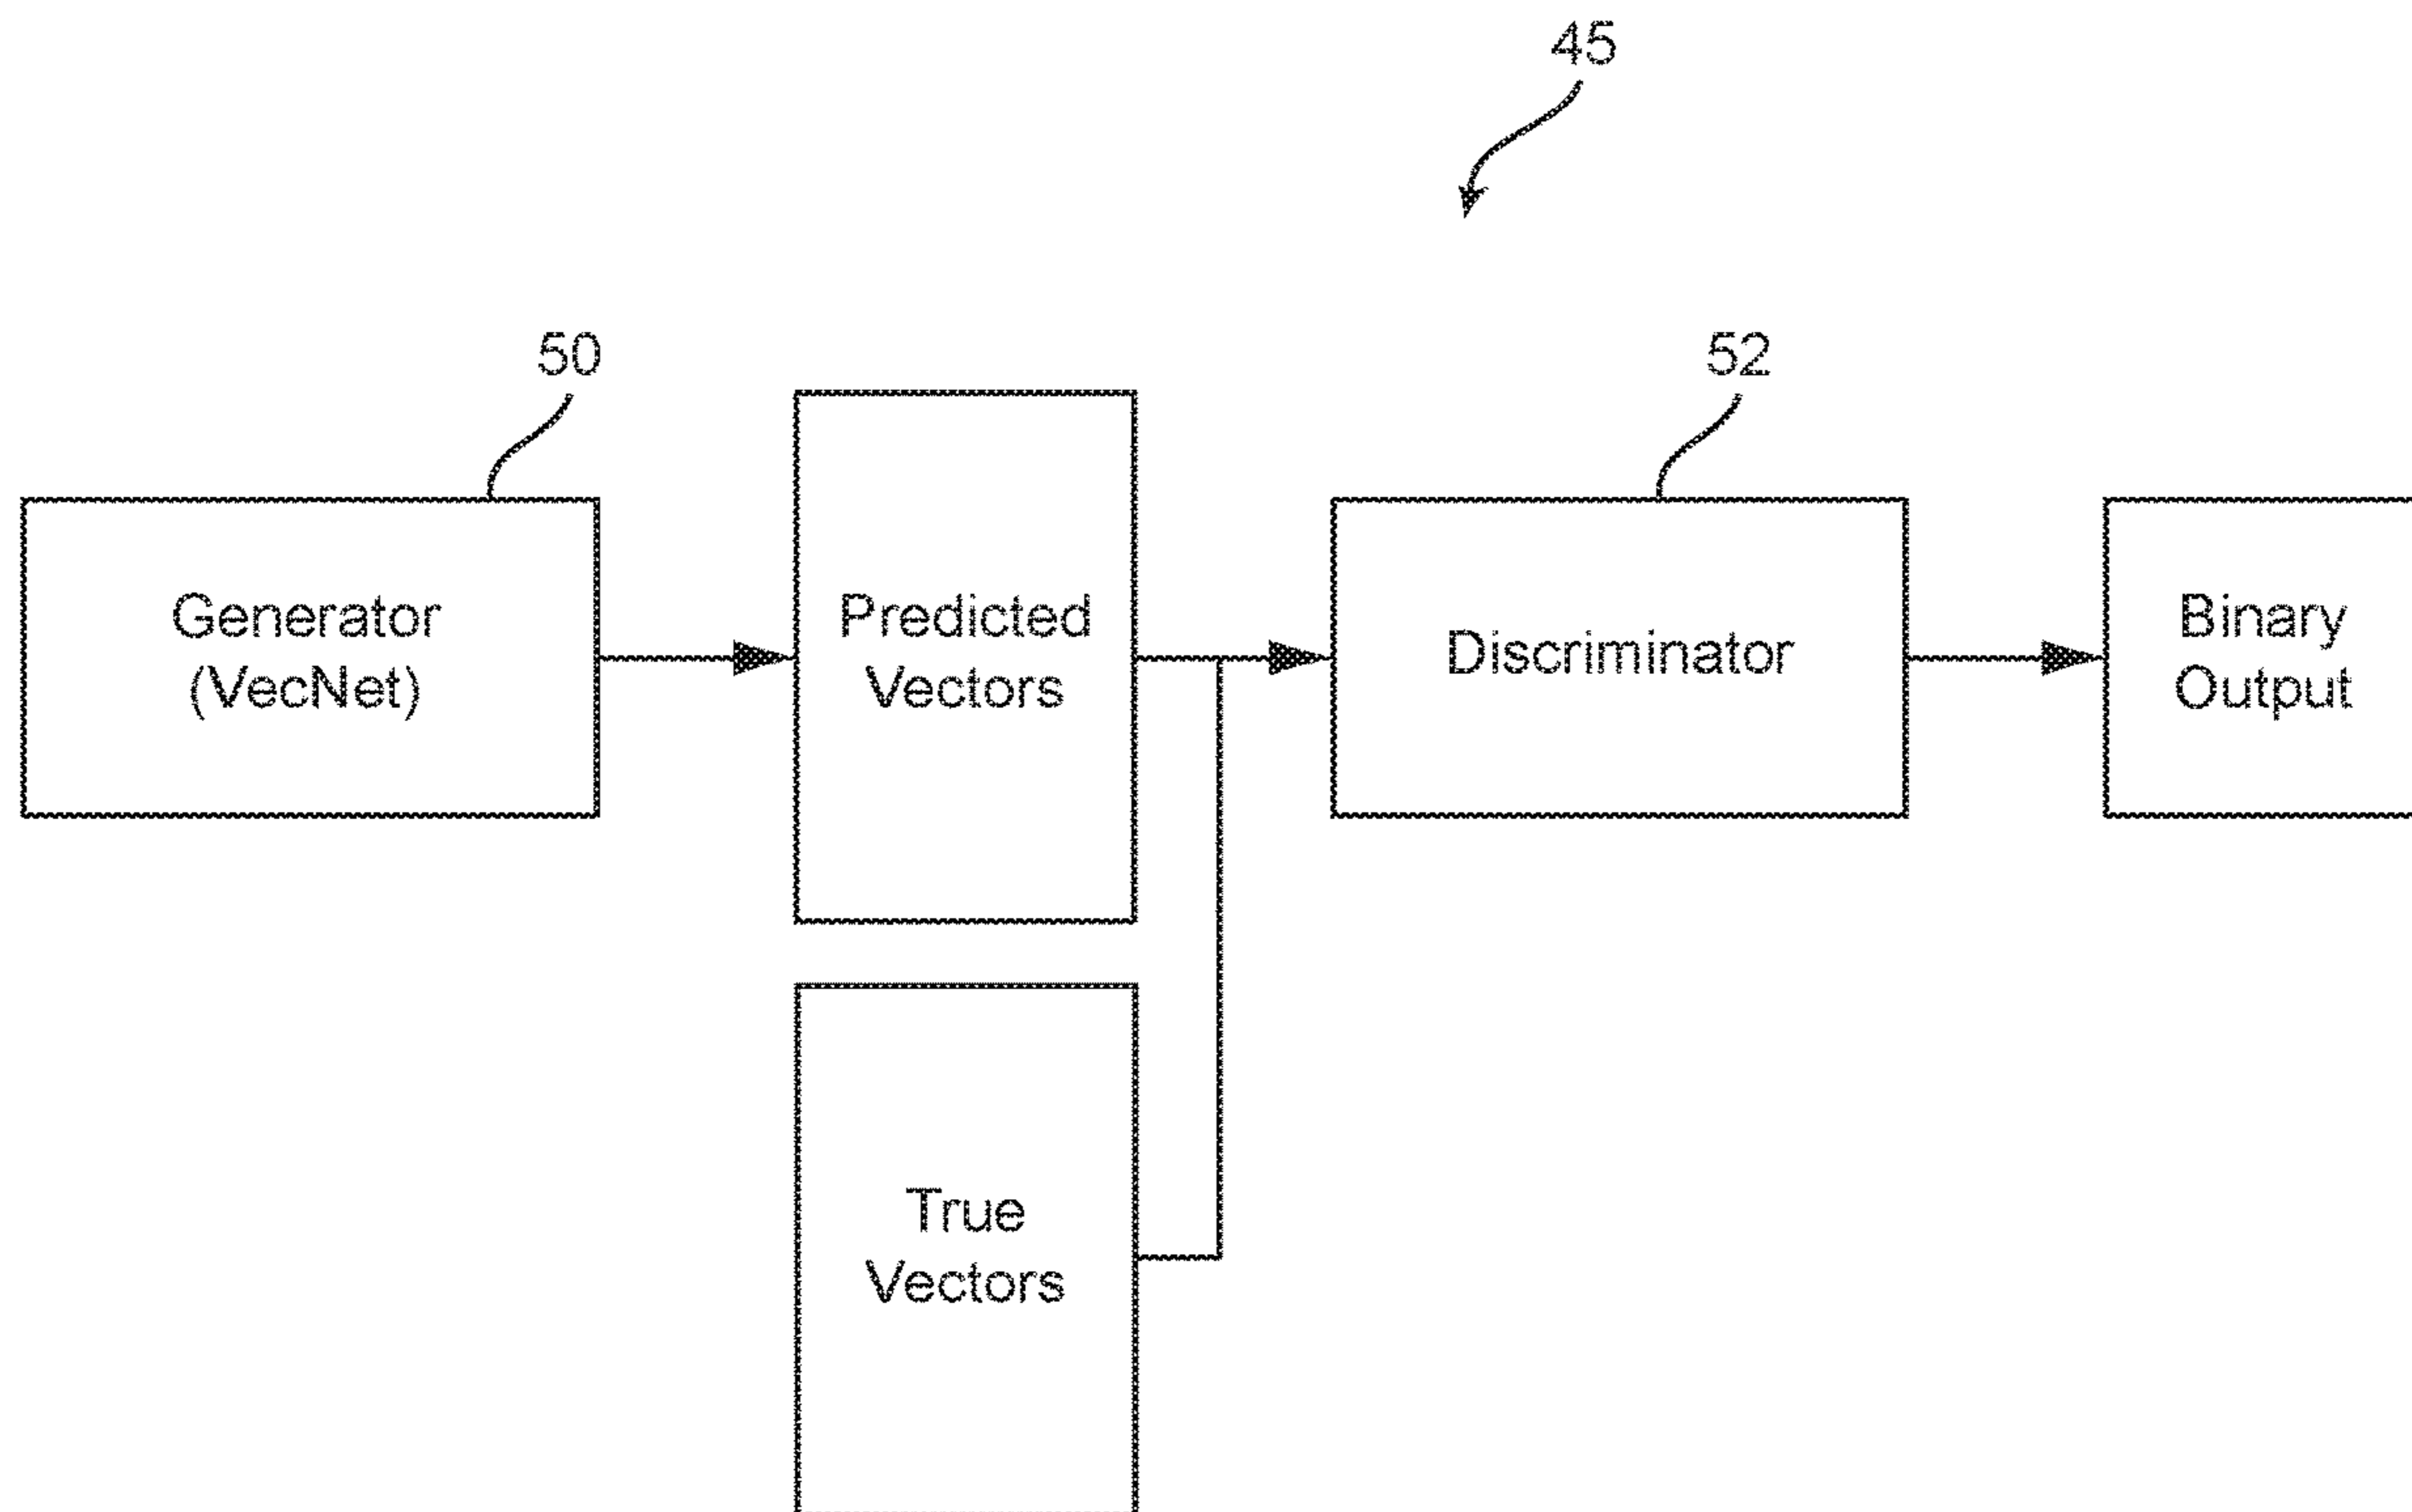 45
50
52
Generator
(VecNet)
Predicted
Vectors
Discriminator
Binary
Output
True
Vectors